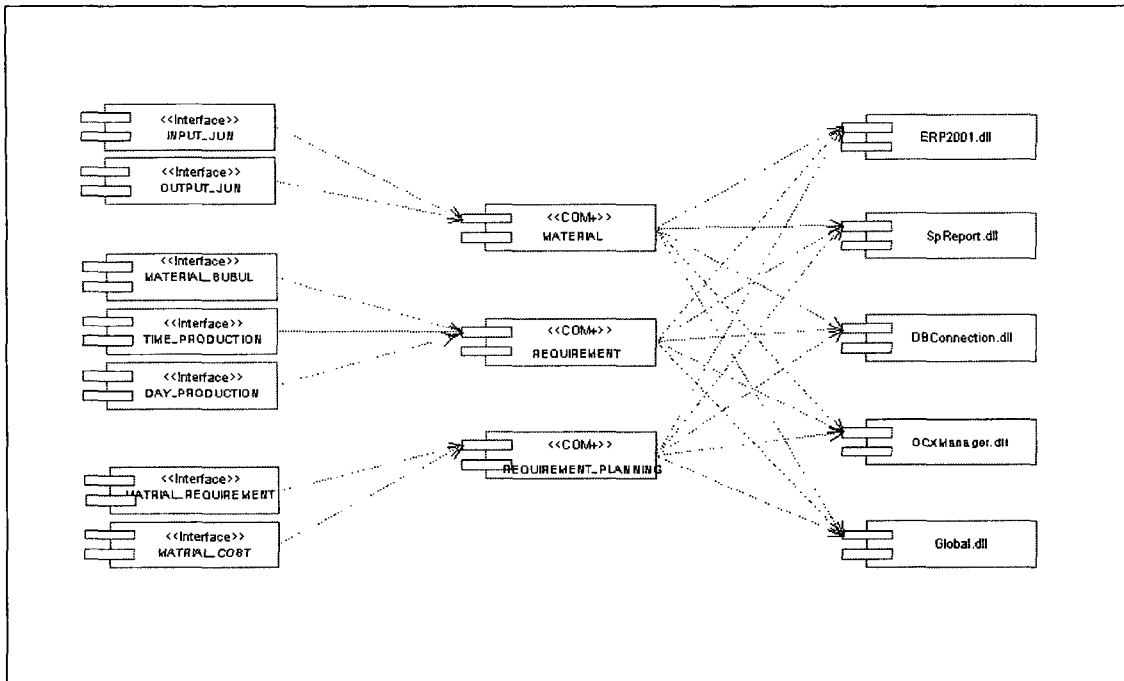 <<Interface>>
INPUT_JUN
<<Interface>>
OUTPUT_JUN
<<Interface>>
MATERIAL_BUBUL
<<Interface>>
TIME_PRODUCTION
<<Interface>>
DAY_PRODUCTION
<<Interface>>
MATRIAL_REQUIREMENT
<<Interface>>
MATRIAL_COST
<<COM+>>
MATERIAL
<<COM+>>
REQUIREMENT
<<COM+>>
REQUIREMENT_PLANNING
ERP2001.dll
SpReport.dll
DBConnection.dll
OCXManager.dll
Global.dll